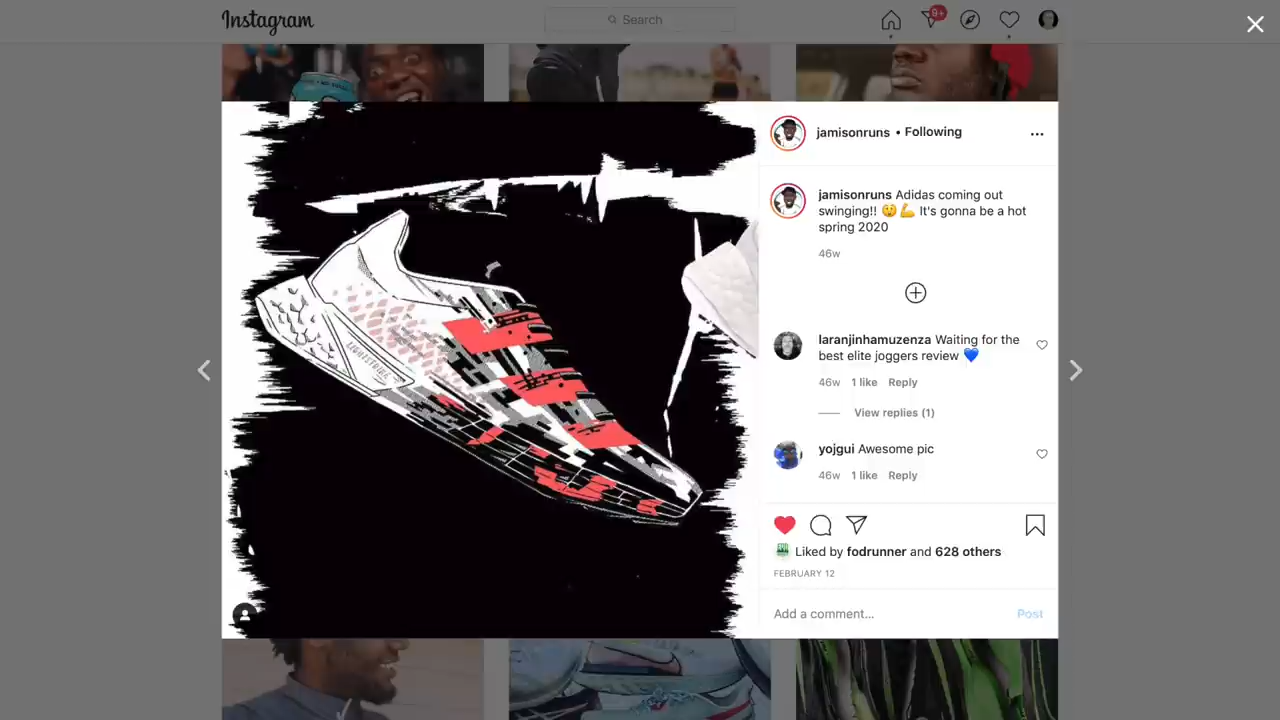 Instagram
Search
9+
jamisonruns • Following
jamisonruns Adidas coming out
swinging!! 😲💪 It's gonna be a hot
spring 2020
46w
laranjinhamuzenza Waiting for the
best elite joggers review 💙
46w 1 like Reply
View replies (1)
yojgui Awesome pic
46w 1 like Reply
Liked by fodrunner and 628 others
FEBRUARY 12
Add a comment... Post